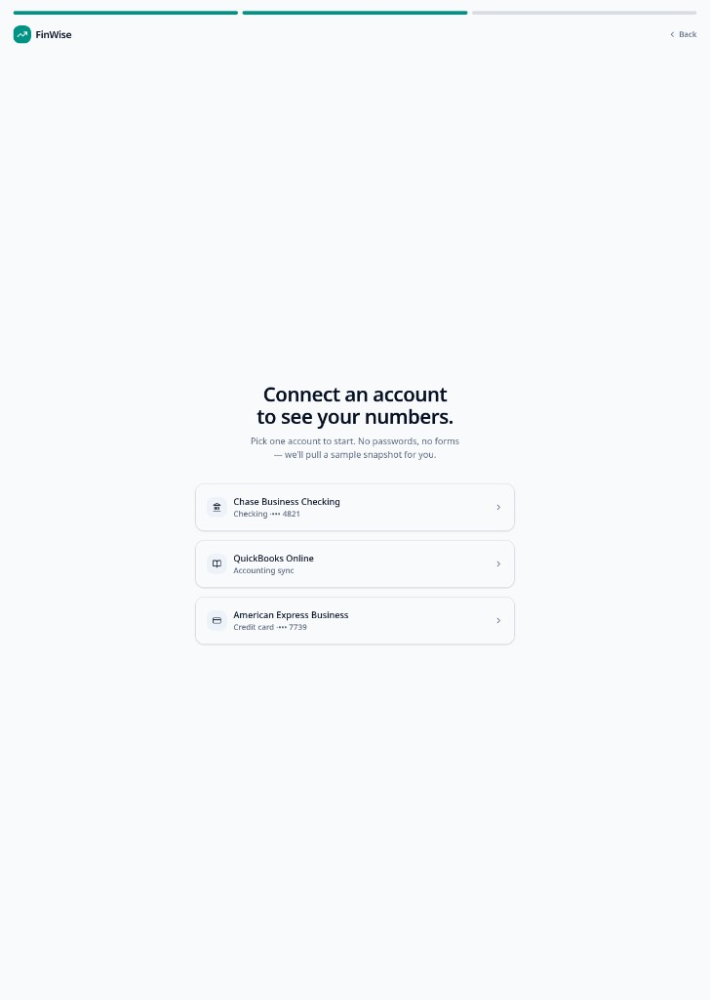 FinWise
Back
Connect an account
to see your numbers.
Pick one account to start. No passwords, no forms
— we'll pull a sample snapshot for you.
Chase Business Checking
Checking ···· 4821
QuickBooks Online
Accounting sync
American Express Business
Credit card ···· 7739